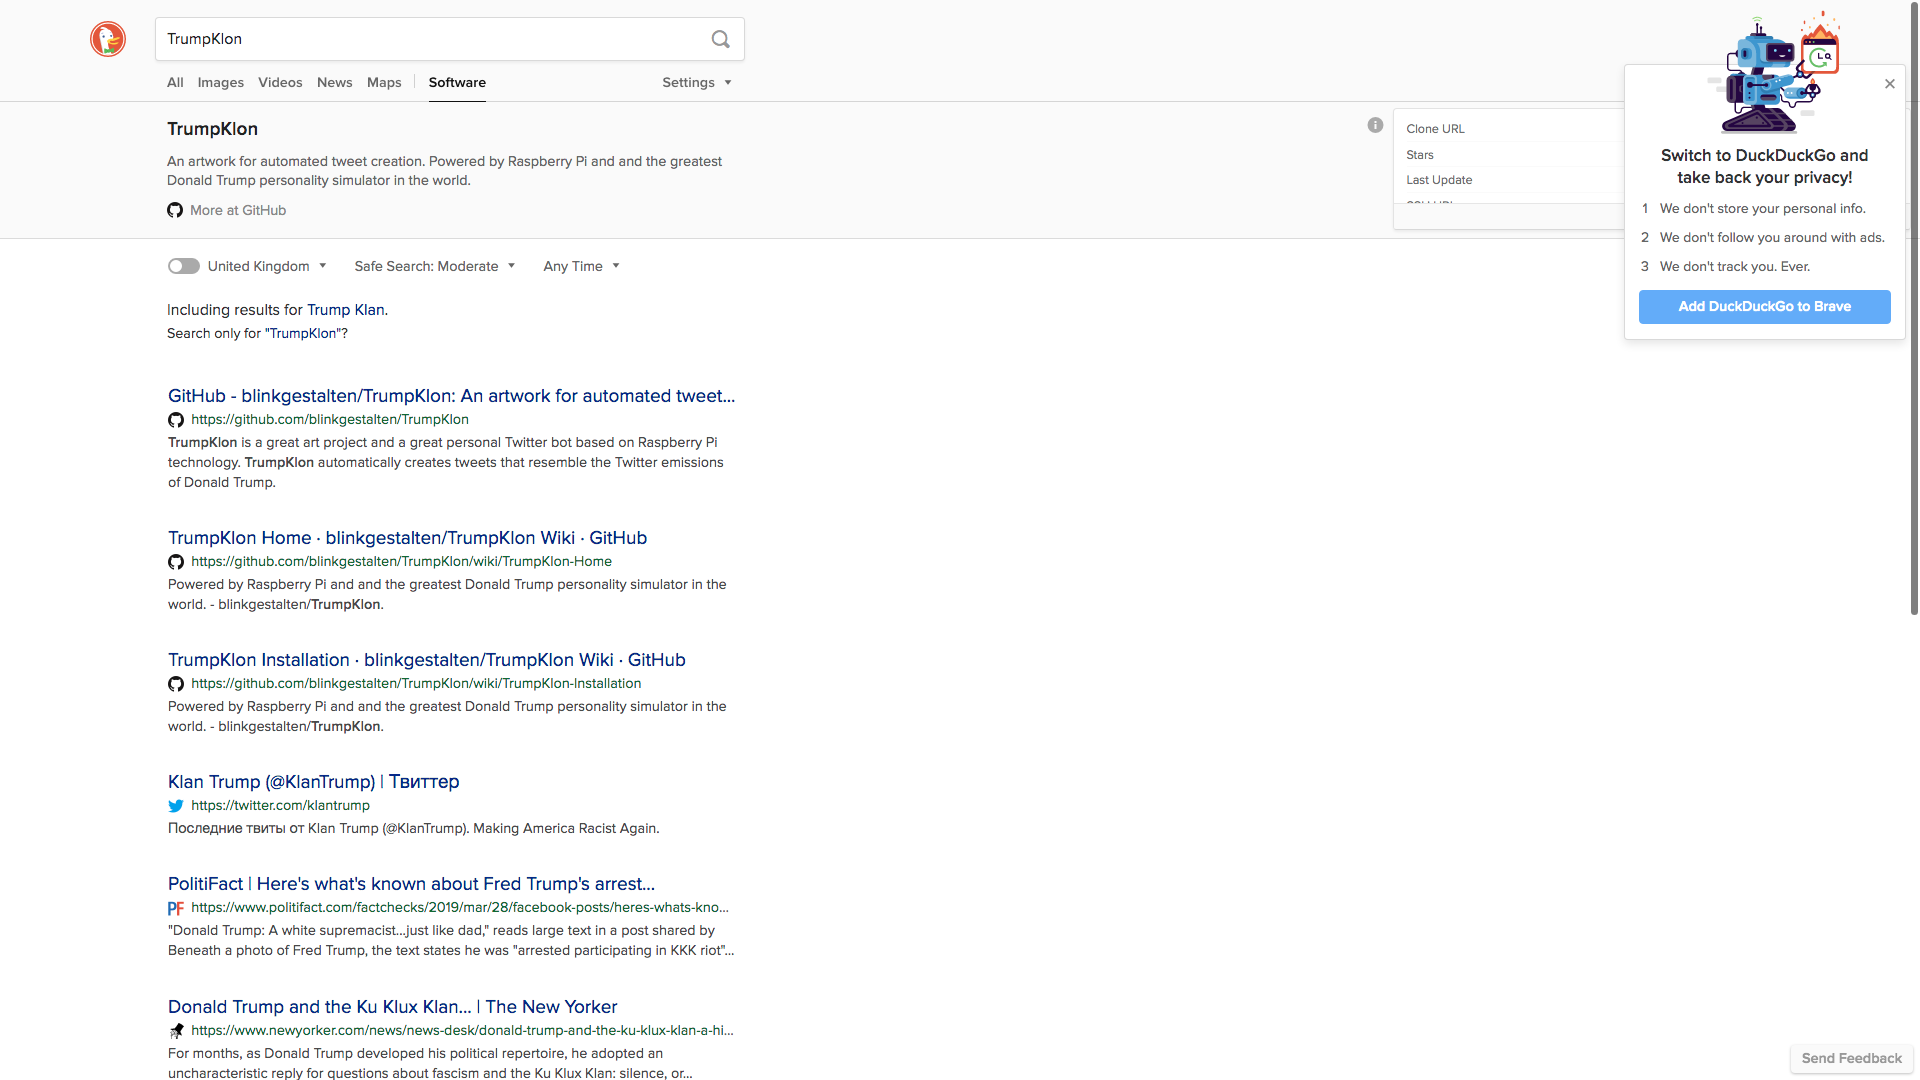 TrumpKlon
All Images Videos News Maps Software Settings
TrumpKlon
An artwork for automated tweet creation. Powered by Raspberry Pi and and the greatest
Donald Trump personality simulator in the world.
More at GitHub
Clone URL
Stars
Last Update
Switch to DuckDuckGo and
take back your privacy!
1 We don't store your personal info.
2 We don't follow you around with ads.
3 We don't track you. Ever.
Add DuckDuckGo to Brave
United Kingdom Safe Search: Moderate Any Time
Including results for Trump Klan.
Search only for "TrumpKlon"?
GitHub - blinkgestalten/TrumpKlon: An artwork for automated tweet...
https://github.com/blinkgestalten/TrumpKlon
TrumpKlon is a great art project and a great personal Twitter bot based on Raspberry Pi
technology. TrumpKlon automatically creates tweets that resemble the Twitter emissions
of Donald Trump.
TrumpKlon Home · blinkgestalten/TrumpKlon Wiki · GitHub
https://github.com/blinkgestalten/TrumpKlon/wiki/TrumpKlon-Home
Powered by Raspberry Pi and and the greatest Donald Trump personality simulator in the
world. - blinkgestalten/TrumpKlon.
TrumpKlon Installation · blinkgestalten/TrumpKlon Wiki · GitHub
https://github.com/blinkgestalten/TrumpKlon/wiki/TrumpKlon-Installation
Powered by Raspberry Pi and and the greatest Donald Trump personality simulator in the
world. - blinkgestalten/TrumpKlon.
Klan Trump (@KlanTrump) | Твиттер
https://twitter.com/klantrump
Последние твиты от Klan Trump (@KlanTrump). Making America Racist Again.
PolitiFact | Here's what's known about Fred Trump's arrest...
PF https://www.politifact.com/factchecks/2019/mar/28/facebook-posts/heres-whats-kno...
"Donald Trump: A white supremacist...just like dad," reads large text in a post shared by
Beneath a photo of Fred Trump, the text states he was "arrested participating in KKK riot"...
Donald Trump and the Ku Klux Klan... | The New Yorker
https://www.newyorker.com/news/news-desk/donald-trump-and-the-ku-klux-klan-a-hi...
For months, as Donald Trump developed his political repertoire, he adopted an
uncharacteristic reply for questions about fascism and the Ku Klux Klan: silence, or...
Send Feedback